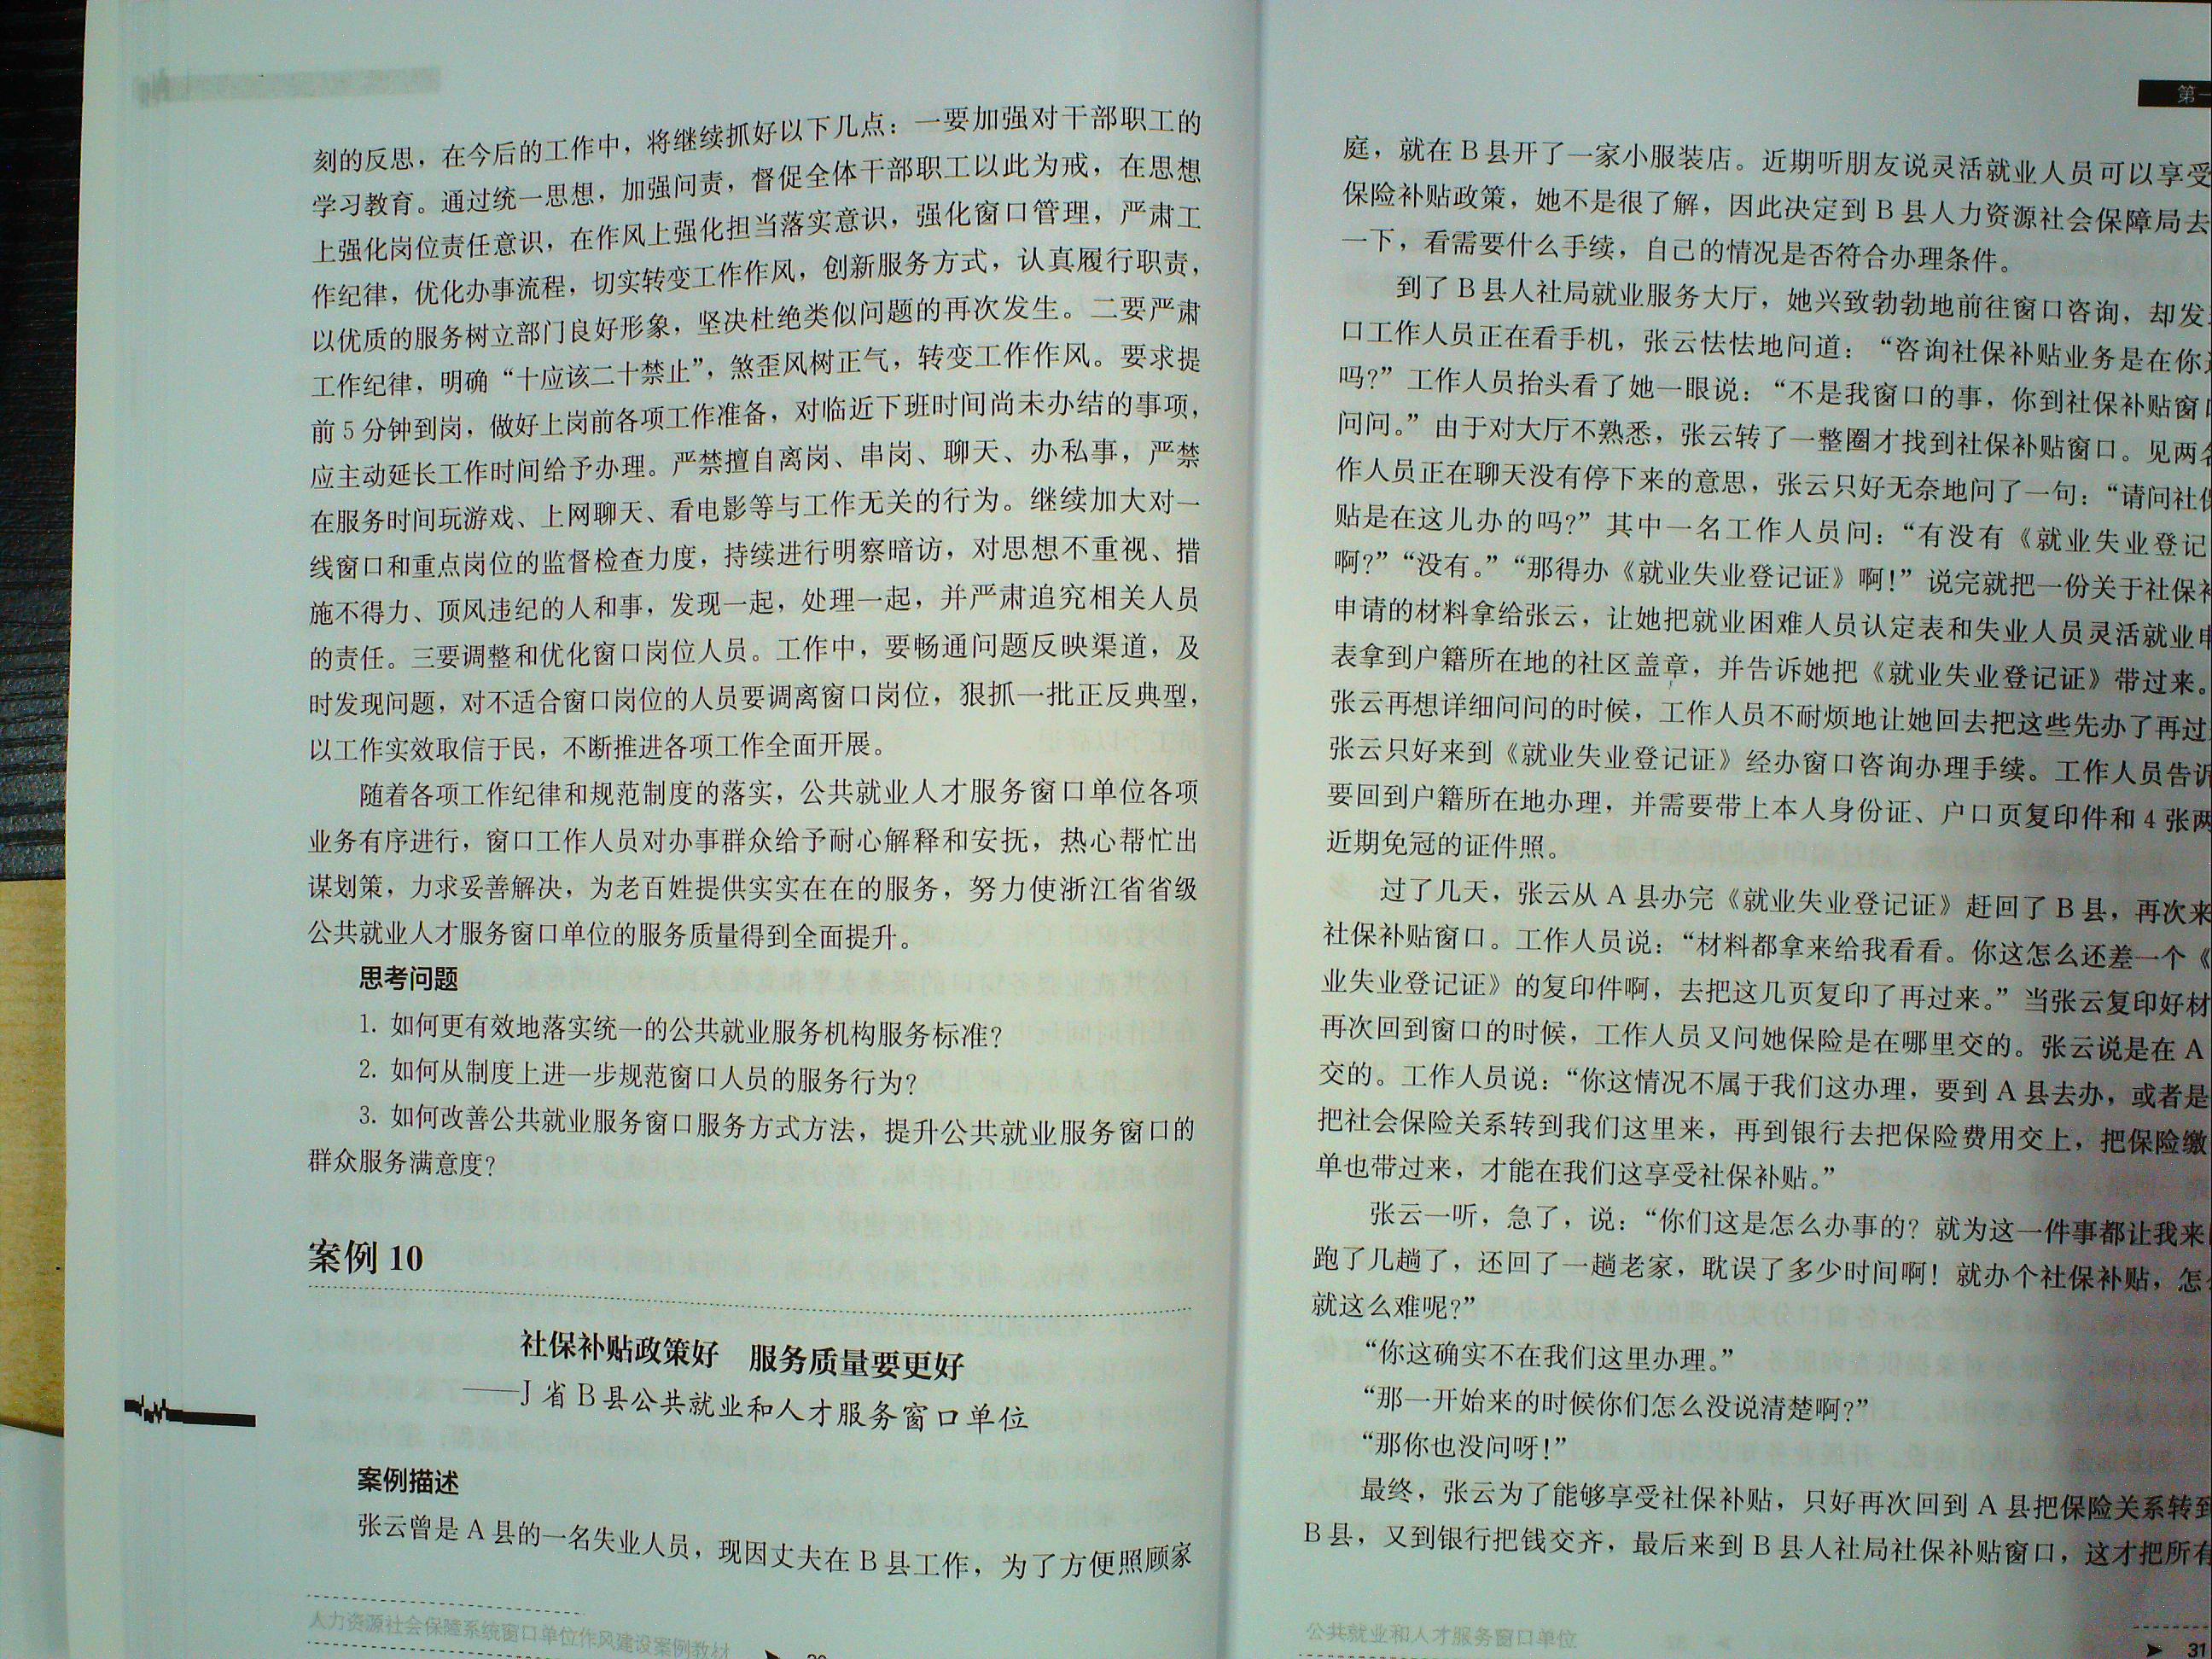 刻的反思，在今后的工作中，将继续抓好以下几点：一要加强对干部职工的
学习教育。通过统一思想，加强问责，督促全体干部职工以此为戒，在思想
上强化岗位责任意识，在作风上强化担当落实意识，强化窗口管理，严肃工
作纪律，优化办事流程，切实转变工作作风，创新服务方式，认真履行职责，
以优质的服务树立部门良好形象，坚决杜绝类似问题的再次发生。二要严肃
工作纪律，明确“十应该二十禁止”，煞歪风树正气，转变工作作风。要求提
前 5 分钟到岗，做好上岗前各项工作准备，对临近下班时间尚未办结的事项，
应主动延长工作时间给予办理。严禁擅自离岗、串岗、聊天、办私事，严禁
在服务时间玩游戏、上网聊天、看电影等与工作无关的行为。继续加大对一
线窗口和重点岗位的监督检查力度，持续进行明察暗访，对思想不重视、措
施不得力、顶风违纪的人和事，发现一起，处理一起，并严肃追究相关人员
的责任。三要调整和优化窗口岗位人员。工作中，要畅通问题反映渠道，及
时发现问题，对不适合窗口岗位的人员要调离窗口岗位，狠抓一批正反典型，
以工作实效取信于民，不断推进各项工作全面开展。
随着各项工作纪律和规范制度的落实，公共就业人才服务窗口单位各项
业务有序进行，窗口工作人员对办事群众给予耐心解释和安抚，热心帮忙出
谋划策，力求妥善解决，为老百姓提供实实在在的服务，努力使浙江省省级
公共就业人才服务窗口单位的服务质量得到全面提升。
思考问题
1. 如何更有效地落实统一的公共就业服务机构服务标准？
2. 如何从制度上进一步规范窗口人员的服务行为？
3. 如何改善公共就业服务窗口服务方式方法，提升公共就业服务窗口的
群众服务满意度？
案例 10
社保补贴政策好 服务质量要更好
——J 省 B 县公共就业和人才服务窗口单位
案例描述
张云曾是 A 县的一名失业人员，现因丈夫在 B 县工作，为了方便照顾家
人力资源社会保障系统窗口单位作风建设案例教材
第一
庭，就在 B 县开了一家小服装店。近期听朋友说灵活就业人员可以享受
保险补贴政策，她不是很了解，因此决定到 B 县人力资源社会保障局去
一下，看需要什么手续，自己的情况是否符合办理条件。
到了 B 县人社局就业服务大厅，她兴致勃勃地前往窗口咨询，却发
口工作人员正在看手机，张云怯怯地问道：“咨询社保补贴业务是在你
吗？”工作人员抬头看了她一眼说：“不是我窗口的事，你到社保补贴窗
问问。”由于对大厅不熟悉，张云转了一整圈才找到社保补贴窗口。见两
作人员正在聊天没有停下来的意思，张云只好无奈地问了一句：“请问社
贴是在这儿办的吗？”其中一名工作人员问：“有没有《就业失业登记
啊？”“没有。”“那得办《就业失业登记证》啊！”说完就把一份关于社保
申请的材料拿给张云，让她把就业困难人员认定表和失业人员灵活就业
表拿到户籍所在地的社区盖章，并告诉她把《就业失业登记证》带过来。
张云再想详细问问的时候，工作人员不耐烦地让她回去把这些先办了再过
张云只好来到《就业失业登记证》经办窗口咨询办理手续。工作人员告诉
要回到户籍所在地办理，并需要带上本人身份证、户口页复印件和 4 张两
近期免冠的证件照。
过了几天，张云从 A 县办完《就业失业登记证》赶回了 B 县，再次来
社保补贴窗口。工作人员说：“材料都拿来给我看看。你这怎么还差一个《
业失业登记证》的复印件啊，去把这几页复印了再过来。”当张云复印好材
再次回到窗口的时候，工作人员又问她保险是在哪里交的。张云说是在 A
交的。工作人员说：“你这情况不属于我们这办理，要到 A 县去办，或者是
把社会保险关系转到我们这里来，再到银行去把保险费用交上，把保险缴
单也带过来，才能在我们这享受社保补贴。”
张云一听，急了，说：“你们这是怎么办事的？就为这一件事都让我来
跑了几趟了，还回了一趟老家，耽误了多少时间啊！就办个社保补贴，怎
就这么难呢？”
“你这确实不在我们这里办理。”
“那一开始来的时候你们怎么没说清楚啊？”
“那你也没问呀！”
最终，张云为了能够享受社保补贴，只好再次回到 A 县把保险关系转到
B 县，又到银行把钱交齐，最后来到 B 县人社局社保补贴窗口，这才把所有
公共就业和人才服务窗口单位
31